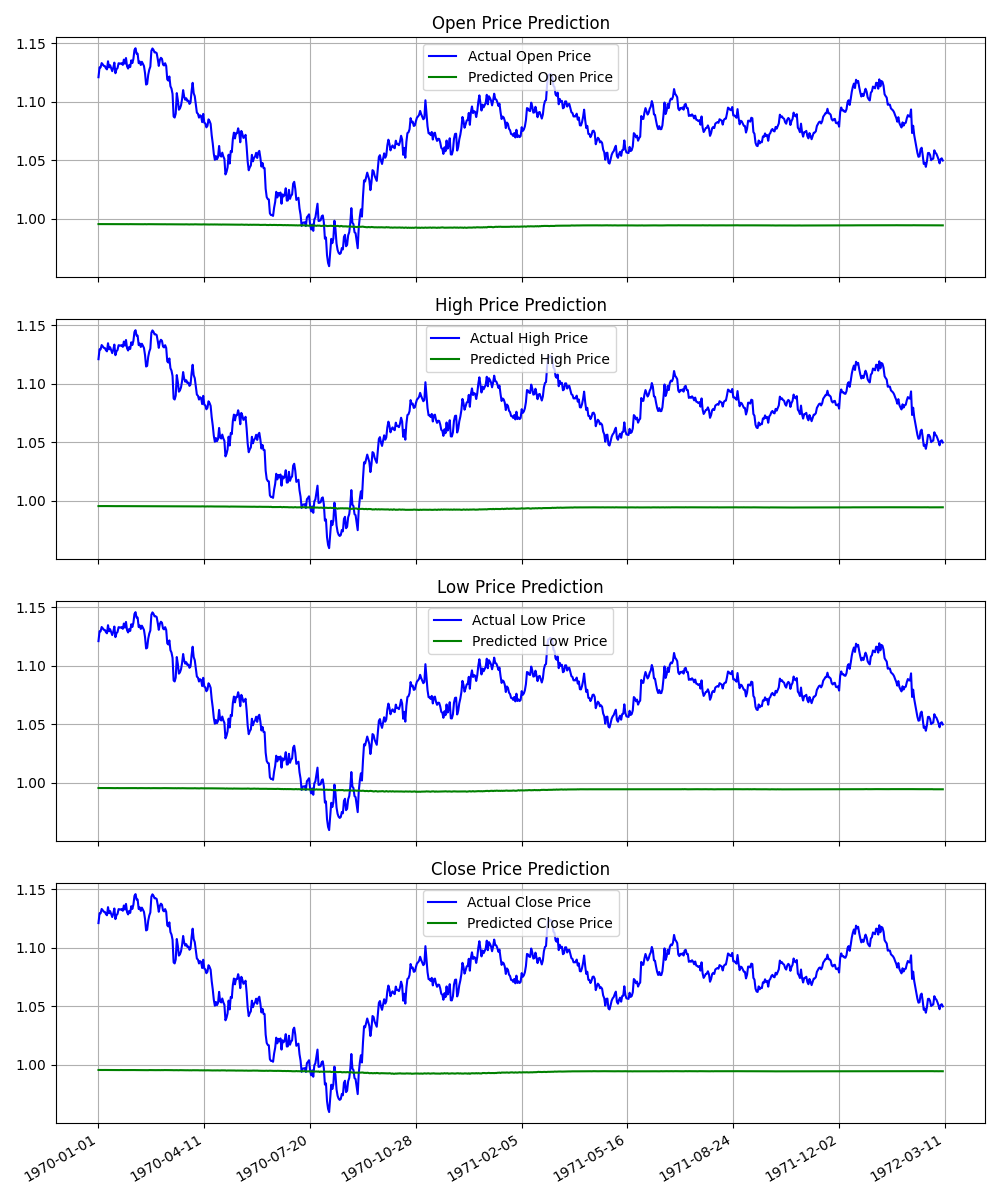 Open Price Prediction
1.15
1.10
1.05
1.00
Actual Open Price
Predicted Open Price
High Price Prediction
1.15
1.10
1.05
1.00
Actual High Price
Predicted High Price
Low Price Prediction
1.15
1.10
1.05
1.00
Actual Low Price
Predicted Low Price
Close Price Prediction
1.15
1.10
1.05
1.00
Actual Close Price
Predicted Close Price
1970-01-01
1970-04-11
1970-07-20
1970-10-28
1971-02-05
1971-05-16
1971-08-24
1971-12-02
1972-03-11